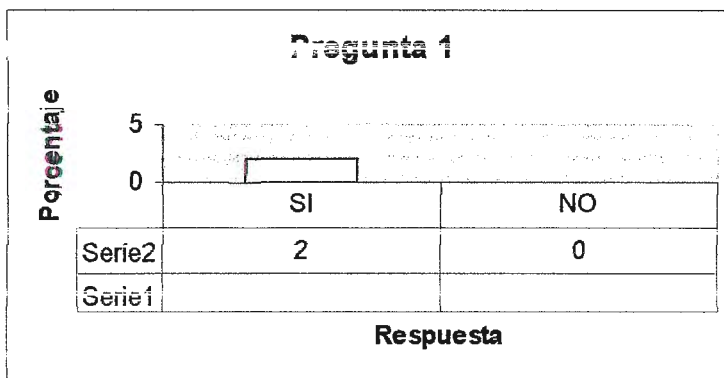 Pregunta 1
Porcentaje
5
0
SI NO
Serie2 2 0
Serie1
Respuesta